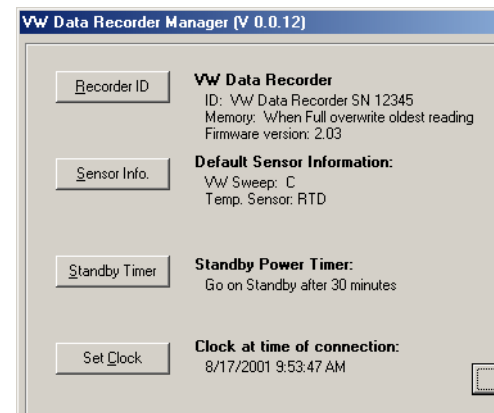 VW Data Recorder Manager (V 0.0.12)
Recorder ID
VW Data Recorder
ID: VW Data Recorder SN 12345
Memory: When Full overwrite oldest reading
Firmware version: 2.03
Sensor Info.
Default Sensor Information:
VW Sweep: C
Temp. Sensor: RTD
Standby Timer
Standby Power Timer:
Go on Standby after 30 minutes
Set Clock
Clock at time of connection:
8/17/2001 9:53:47 AM